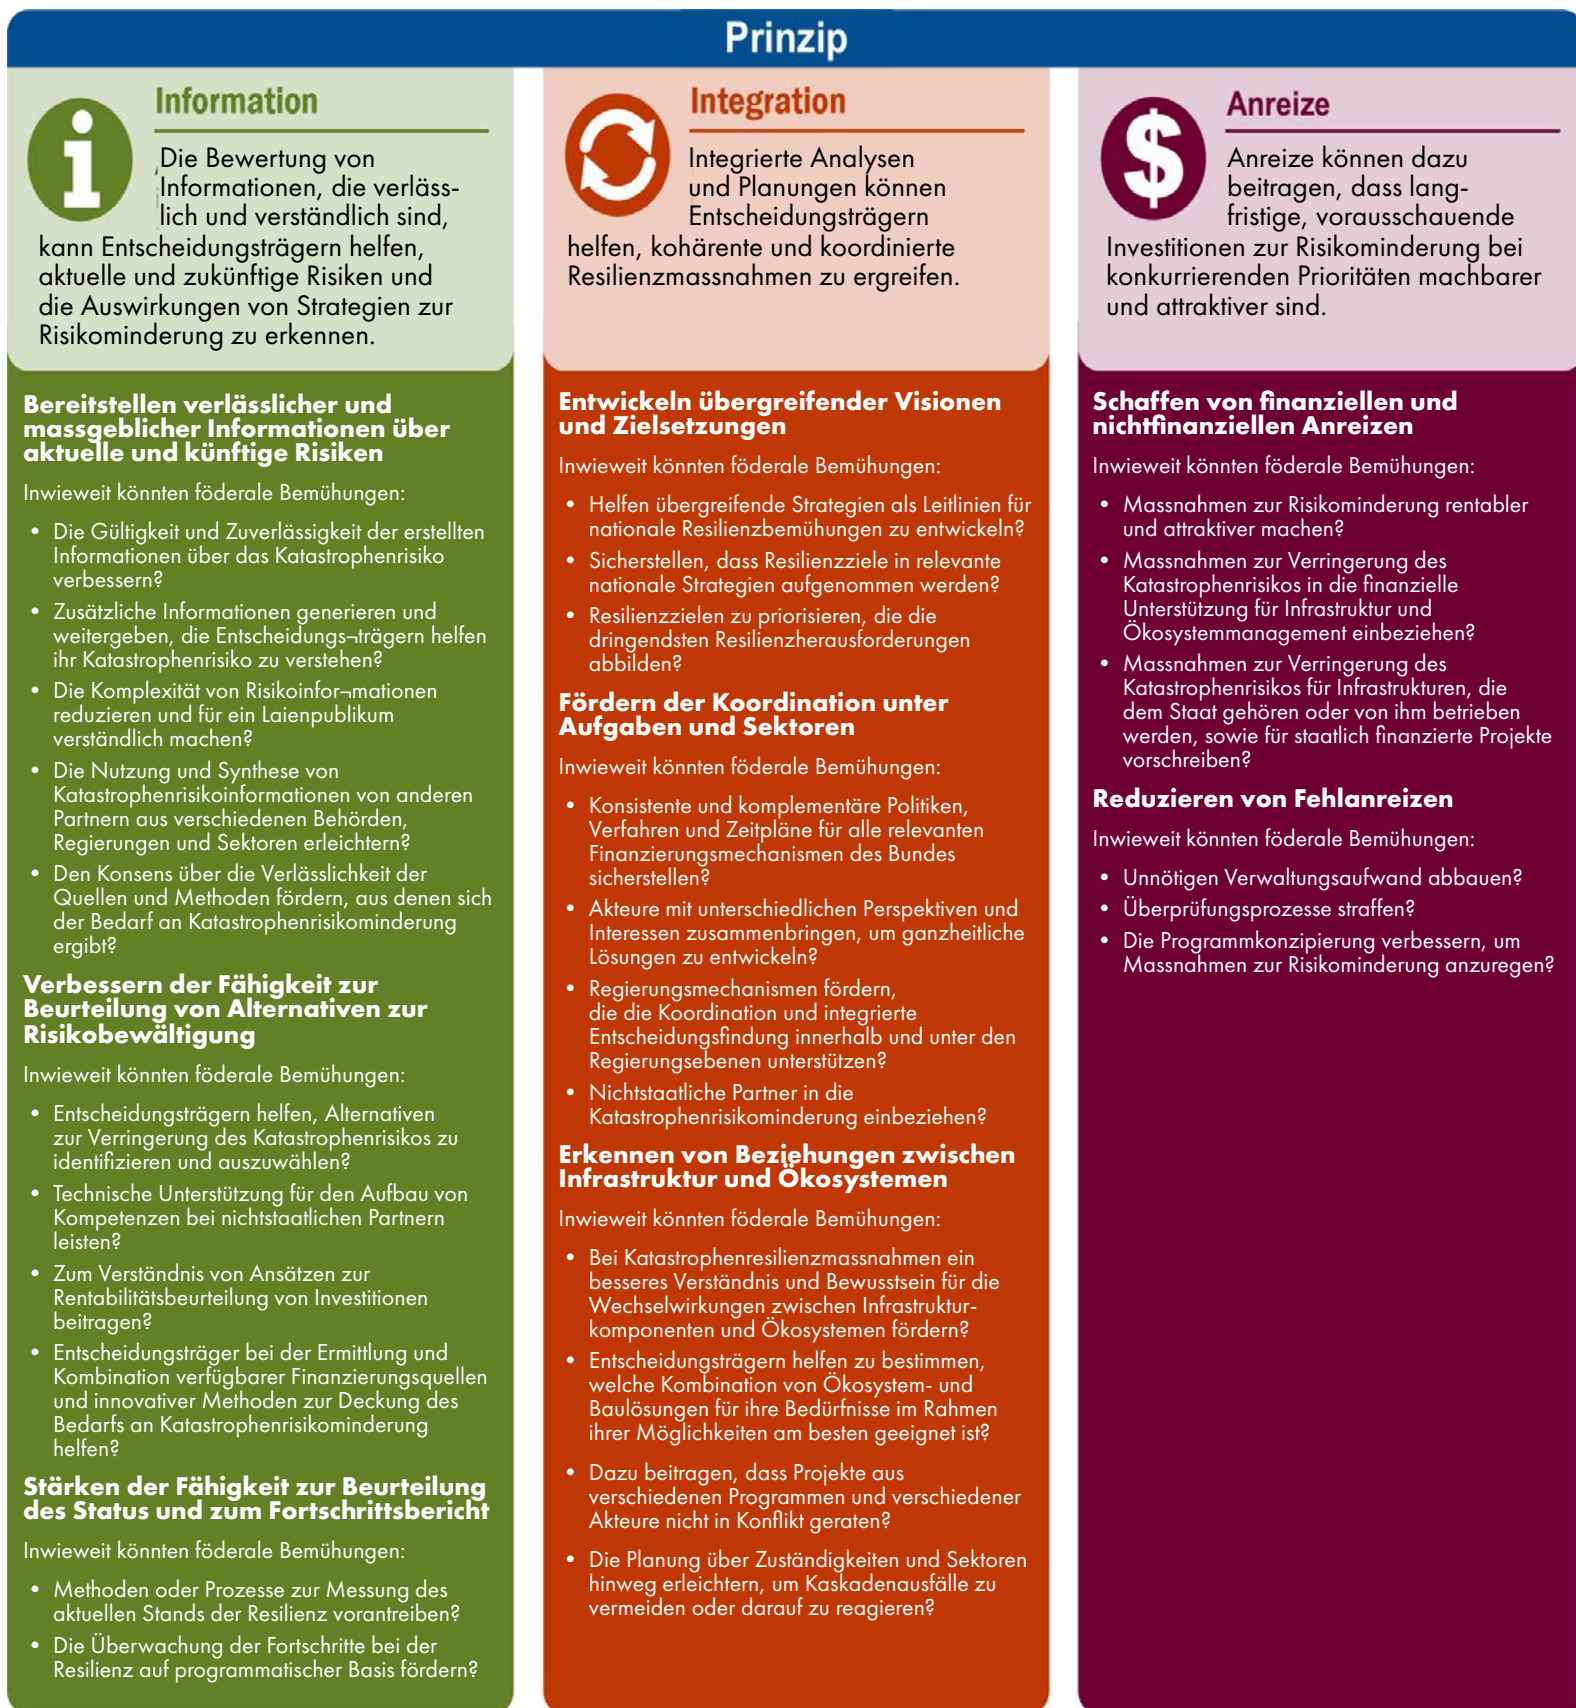 Prinzip
Information
Die Bewertung von
Informationen, die verläss-
lich und verständlich sind,
kann Entscheidungsträgern helfen,
aktuelle und zukünftige Risiken und
die Auswirkungen von Strategien zur
Risikominderung zu erkennen.
Bereitstellen verlässlicher und
massgeblicher Informationen über
aktuelle und künftige Risiken
Inwieweit könnten föderale Bemühungen:
• Die Gültigkeit und Zuverlässigkeit der erstellten
Informationen über das Katastrophenrisiko
verbessern?
• Zusätzliche Informationen generieren und
weitergeben, die Entscheidungs¬trägern helfen
ihr Katastrophenrisiko zu verstehen?
• Die Komplexität von Risikoinfor¬mationen
reduzieren und für ein Laienpublikum
verständlich machen?
• Die Nutzung und Synthese von
Katastrophenrisikoinformationen von anderen
Partnern aus verschiedenen Behörden,
Regierungen und Sektoren erleichtern?
• Den Konsens über die Verlässlichkeit der
Quellen und Methoden fördern, aus denen sich
der Bedarf an Katastrophenrisikominderung
ergibt?
Verbessern der Fähigkeit zur
Beurteilung von Alternativen zur
Risikobewältigung
Inwieweit könnten föderale Bemühungen:
• Entscheidungsträgern helfen, Alternativen
zur Verringerung des Katastrophenrisikos zu
identifizieren und auszuwählen?
• Technische Unterstützung für den Aufbau von
Kompetenzen bei nichtstaatlichen Partnern
leisten?
• Zum Verständnis von Ansätzen zur
Rentabilitätsbeurteilung von Investitionen
beitragen?
• Entscheidungsträger bei der Ermittlung und
Kombination verfügbarer Finanzierungsquellen
und innovativer Methoden zur Deckung des
Bedarfs an Katastrophenrisikominderung
helfen?
Stärken der Fähigkeit zur Beurteilung
des Status und zum Fortschrittsbericht
Inwieweit könnten föderale Bemühungen:
• Methoden oder Prozesse zur Messung des
aktuellen Stands der Resilienz vorantreiben?
• Die Überwachung der Fortschritte bei der
Resilienz auf programmatischer Basis fördern?
Integration
Integrierte Analysen
und Planungen können
Entscheidungsträgern
helfen, kohärente und koordinierte
Resilienzmassnahmen zu ergreifen.
Entwickeln übergreifender Visionen
und Zielsetzungen
Inwieweit könnten föderale Bemühungen:
• Helfen übergreifende Strategien als Leitlinien für
nationale Resilienzbemühungen zu entwickeln?
• Sicherstellen, dass Resilienzziele in relevante
nationale Strategien aufgenommen werden?
• Resilienzzielen zu priorisieren, die die
dringendsten Resilienzherausforderungen
abbilden?
Fördern der Koordination unter
Aufgaben und Sektoren
Inwieweit könnten föderale Bemühungen:
• Konsistente und komplementäre Politiken,
Verfahren und Zeitpläne für alle relevanten
Finanzierungsmechanismen des Bundes
sicherstellen?
• Akteure mit unterschiedlichen Perspektiven und
Interessen zusammenbringen, um ganzheitliche
Lösungen zu entwickeln?
• Regierungsmechanismen fördern,
die die Koordination und integrierte
Entscheidungsfindung innerhalb und unter den
Regierungsebenen unterstützen?
• Nichtstaatliche Partner in die
Katastrophenrisikominderung einbeziehen?
Erkennen von Beziehungen zwischen
Infrastruktur und Ökosystemen
Inwieweit könnten föderale Bemühungen:
• Bei Katastrophenresilienzmassnahmen ein
besseres Verständnis und Bewusstsein für die
Wechselwirkungen zwischen Infrastruktur-
komponenten und Ökosystemen fördern?
• Entscheidungsträgern helfen zu bestimmen,
welche Kombination von Ökosystem- und
Baulösungen für ihre Bedürfnisse im Rahmen
ihrer Möglichkeiten am besten geeignet ist?
• Dazu beitragen, dass Projekte aus
verschiedenen Programmen und verschiedener
Akteure nicht in Konflikt geraten?
• Die Planung über Zuständigkeiten und Sektoren
hinweg erleichtern, um Kaskadenausfälle zu
vermeiden oder darauf zu reagieren?
$
Anreize
Anreize können dazu
beitragen, dass lang-
fristige, vorausschauende
Investitionen zur Risikominderung bei
konkurrierenden Prioritäten machbarer
und attraktiver sind.
Schaffen von finanziellen und
nichtfinanziellen Anreizen
Inwieweit könnten föderale Bemühungen:
• Massnahmen zur Risikominderung rentabler
und attraktiver machen?
• Massnahmen zur Verringerung des
Katastrophenrisikos in die finanzielle
Unterstützung für Infrastruktur und
Ökosystemmanagement einbeziehen?
• Massnahmen zur Verringerung des
Katastrophenrisikos für Infrastrukturen, die
dem Staat gehören oder von ihm betrieben
werden, sowie für staatlich finanzierte Projekte
vorschreiben?
Reduzieren von Fehlanreizen
Inwieweit könnten föderale Bemühungen:
• Unnötigen Verwaltungsaufwand abbauen?
• Überprüfungsprozesse straffen?
• Die Programmkonzipierung verbessern, um
Massnahmen zur Risikominderung anzuregen?